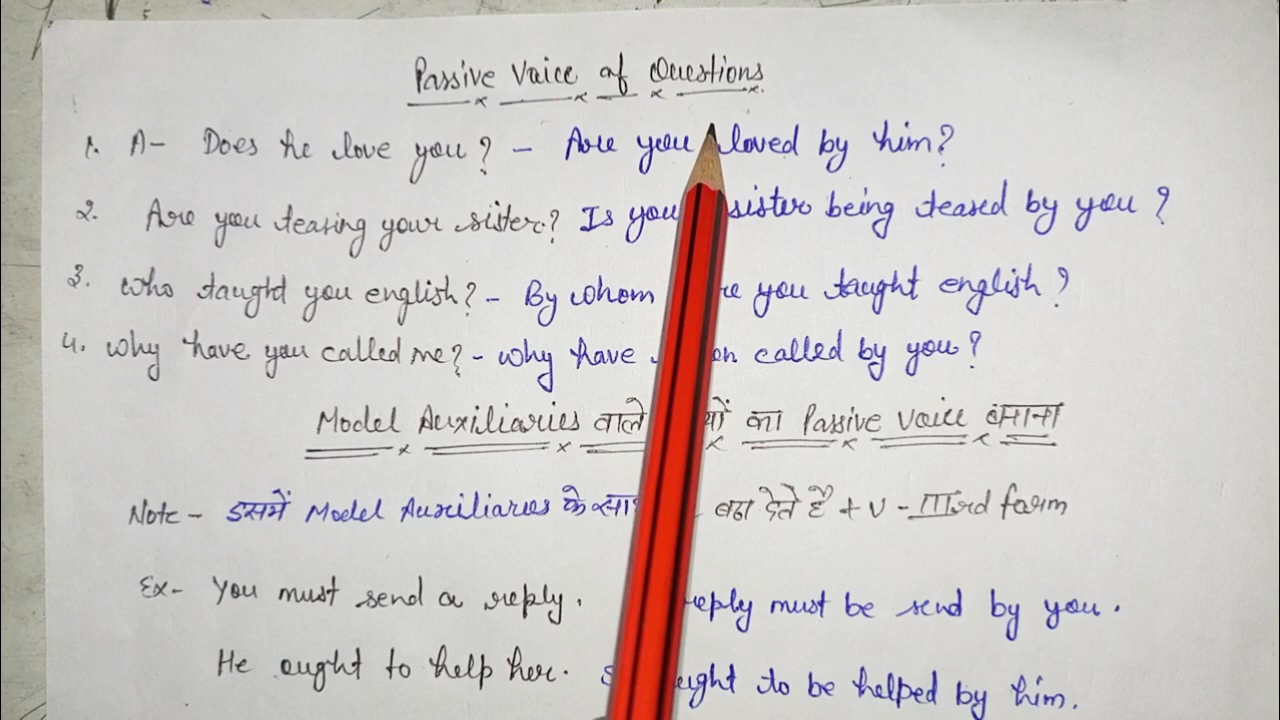 Passive Voice of Questions
1. A- Does he love you? - Are you loved by him?
2. Are you teasing your sister? Is you sister being teased by you?
3. Who taught you english? - By whom you taught english?
4. why have you called me? - why have called by you?
Model Auxiliaries वाले का Passive voice बनाना
Note - इसमें Model Auxiliaries के बढा देते हैं + V - IIIrd form
Ex- You must send a reply. reply must be send by you.
He ought to help her. ought to be helped by him.